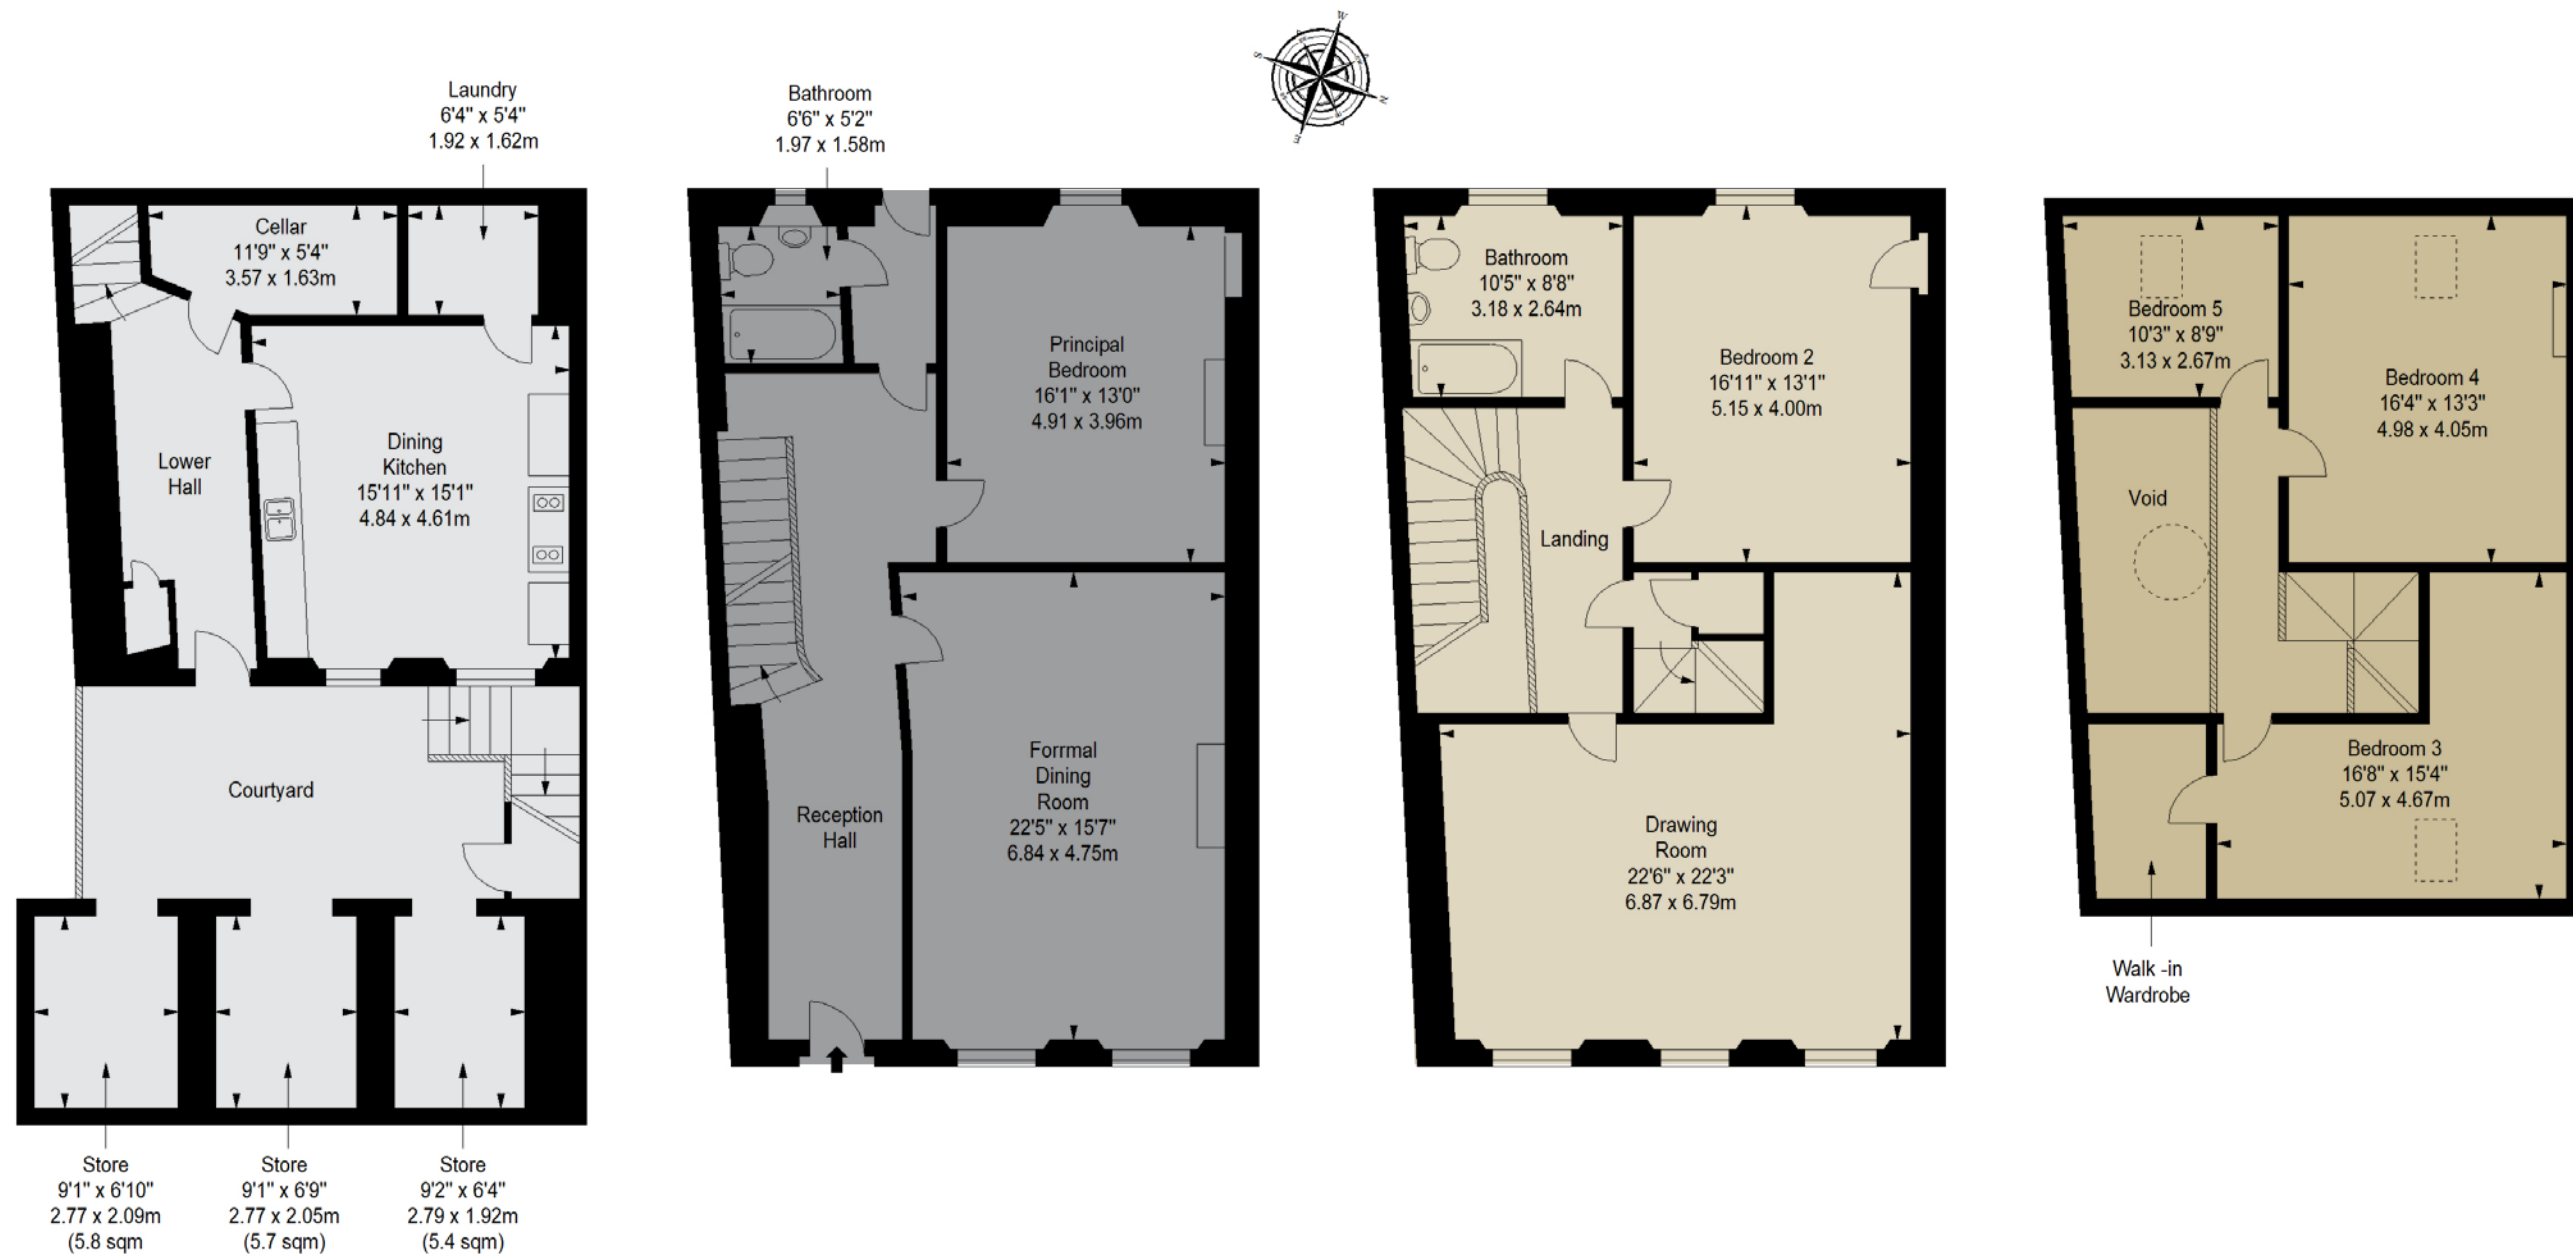 W
S
N
E
Laundry
6'4" x 5'4"
1.92 x 1.62m
Cellar
11'9" x 5'4"
3.57 x 1.63m
Lower
Hall
Dining
Kitchen
15'11" x 15'1"
4.84 x 4.61m
Courtyard
Store
9'1" x 6'10"
2.77 x 2.09m
(5.8 sqm
Store
9'1" x 6'9"
2.77 x 2.05m
(5.7 sqm)
Store
9'2" x 6'4"
2.79 x 1.92m
(5.4 sqm)
Bathroom
6'6" x 5'2"
1.97 x 1.58m
Principal
Bedroom
16'1" x 13'0"
4.91 x 3.96m
Forrmal
Dining
Room
22'5" x 15'7"
6.84 x 4.75m
Reception
Hall
Bathroom
10'5" x 8'8"
3.18 x 2.64m
Bedroom 2
16'11" x 13'1"
5.15 x 4.00m
Landing
Drawing
Room
22'6" x 22'3"
6.87 x 6.79m
Bedroom 5
10'3" x 8'9"
3.13 x 2.67m
Bedroom 4
16'4" x 13'3"
4.98 x 4.05m
Void
Bedroom 3
16'8" x 15'4"
5.07 x 4.67m
Walk -in
Wardrobe